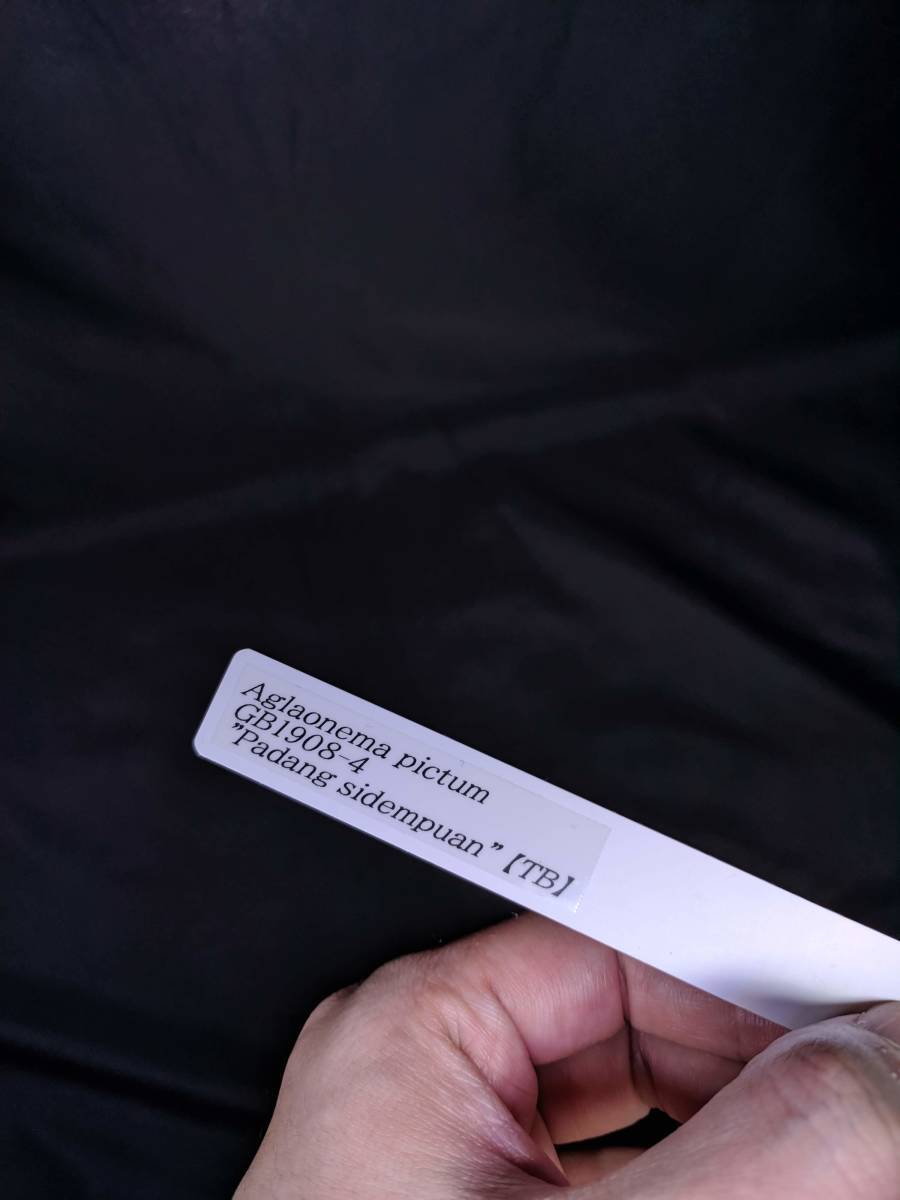 Aglaonema pictum
GB1908-4
”Padang sidempuan”【TB】